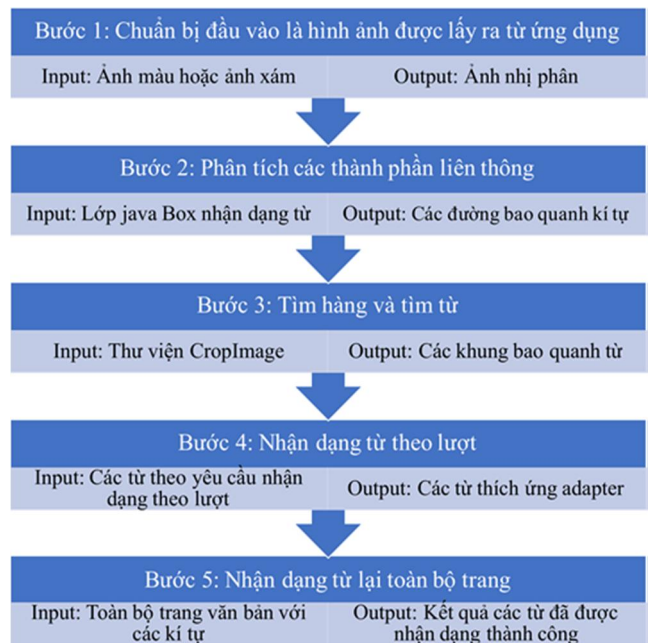 Bước 1: Chuẩn bị đầu vào là hình ảnh được lấy ra từ ứng dụng
Input: Ảnh màu hoặc ảnh xám
Output: Ảnh nhị phân
Bước 2: Phân tích các thành phần liên thông
Input: Lớp java Box nhận dạng từ
Output: Các đường bao quanh kí tự
Bước 3: Tìm hàng và tìm từ
Input: Thư viện CropImage
Output: Các khung bao quanh từ
Bước 4: Nhận dạng từ theo lượt
Input: Các từ theo yêu cầu nhận
dạng theo lượt
Output: Các từ thích ứng adapter
Bước 5: Nhận dạng từ lại toàn bộ trang
Input: Toàn bộ trang văn bản với
các kí tự
Output: Kết quả các từ đã được
nhận dạng thành công